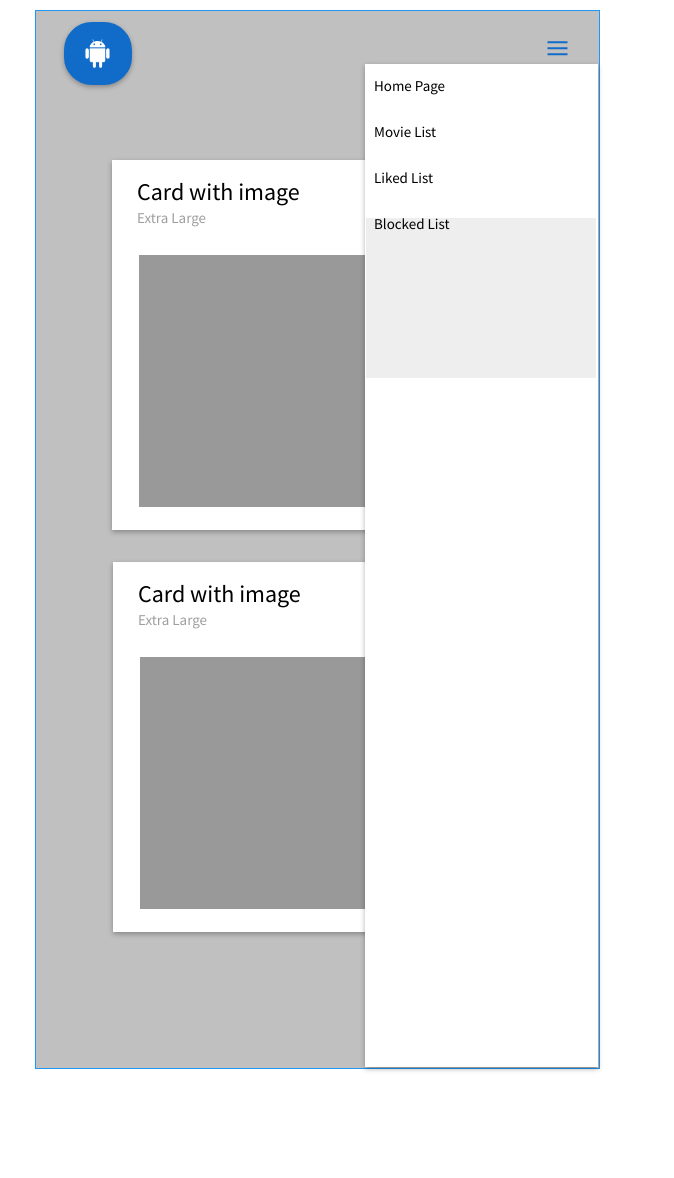 Home Page
Movie List
Liked List
Blocked List
Card with image
Extra Large
Card with image
Extra Large